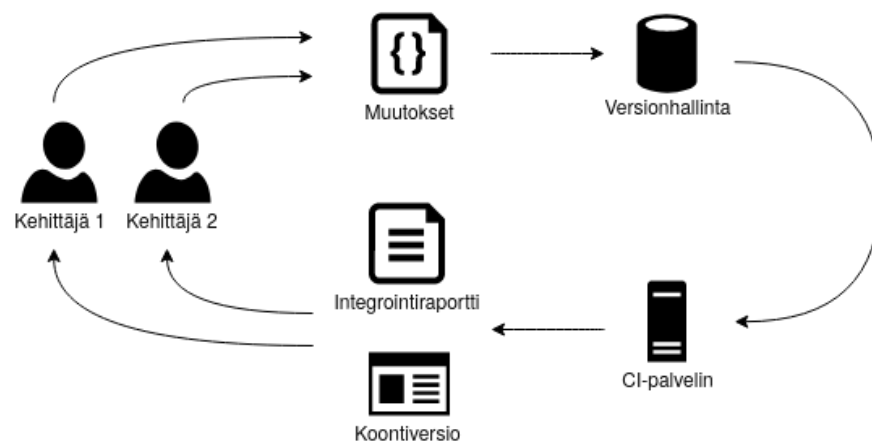 Muutokset
Versionhallinta
Kehittäjä 1
Kehittäjä 2
Integrointiraportti
CI-palvelin
Koontiversio